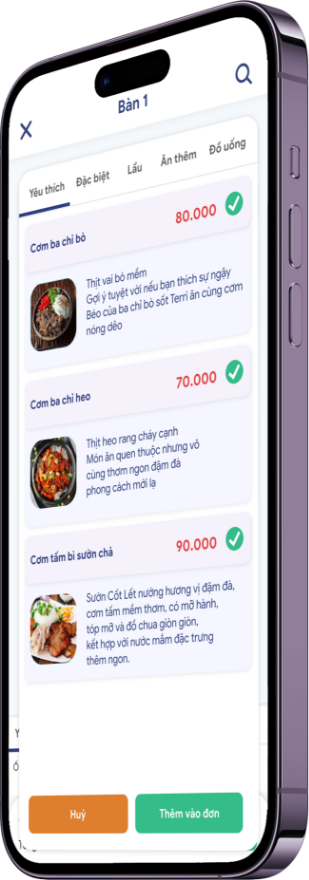 Bàn 1
Yêu thích
Đặc biệt
Lẩu
Ăn thêm
Đồ uống
Cơm ba chỉ bò
80.000
Thịt vai bò mềm
Gợi ý tuyệt vời nếu bạn thích sự ngậy
Béo của ba chỉ bò sốt Terri ăn cùng cơm
nóng dẻo
Cơm ba chỉ heo
70.000
Thịt heo rang cháy cạnh
Món ăn quen thuộc nhưng vô
cùng thơm ngon đậm đà
phong cách mới lạ
Cơm tấm bì sườn chả
90.000
Sườn Cốt Lết nướng hương vị đậm đà,
cơm tấm mềm thơm, có mỡ hành,
tóp mỡ và đồ chua giòn giòn,
kết hợp với nước mắm đặc trưng
thêm ngon.
Huỷ
Thêm vào đơn